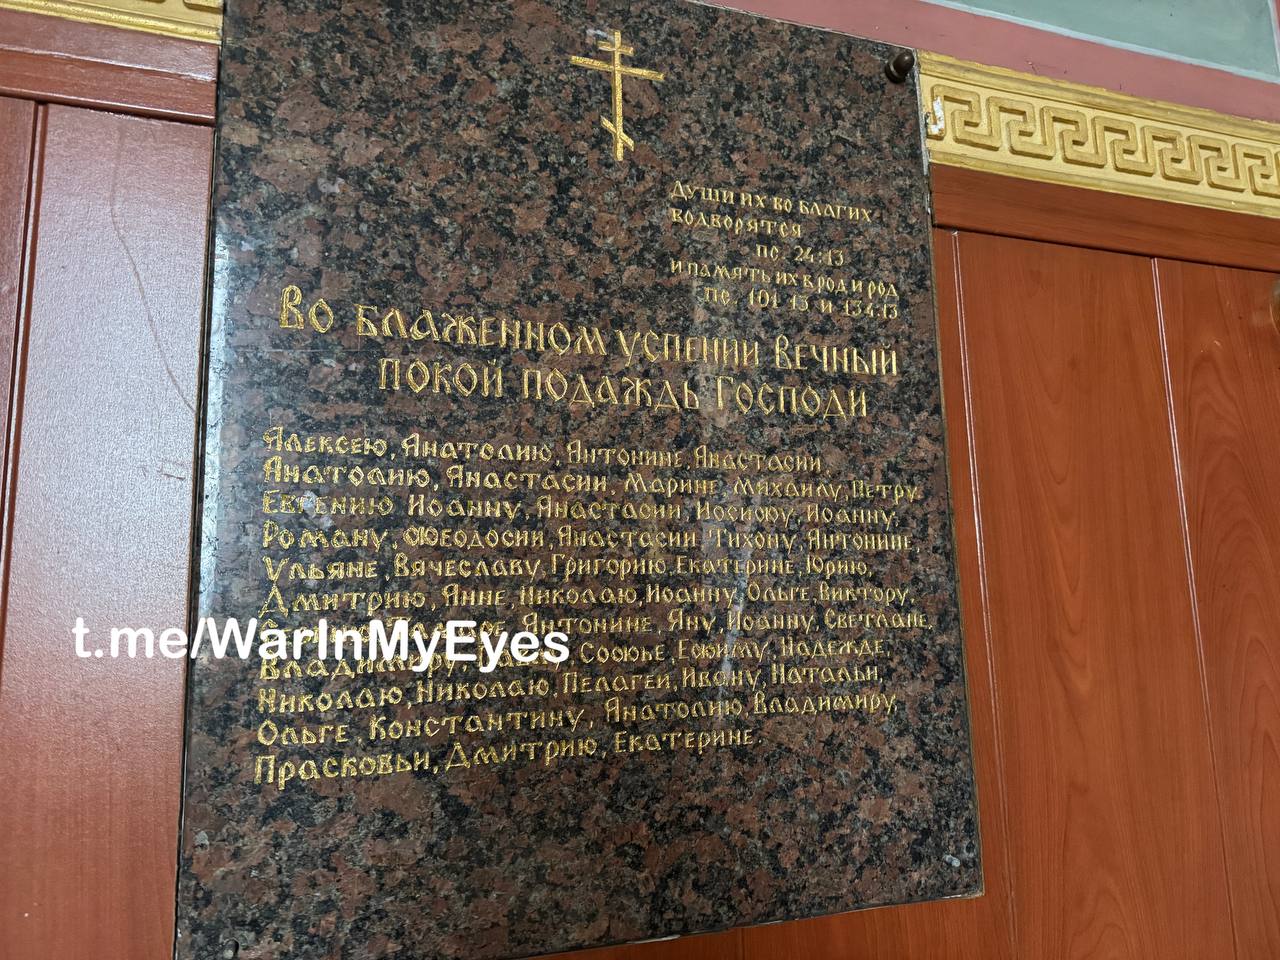 Души их во благих
водворятся
пс. 24:13
и память их в род и род
пс. 101:13 и 134:13
Во блаженном успении вечный
покой подаждь Господи
Алексею, Анатолию, Антонине, Анастасии,
Анатолию, Анастасии, Марине Михаилу, Петру
Евгению Иоанну, Анастасии, Иосифу, Иоанну,
Роману, Феодосии, Анастасии Тихону, Антонине,
Ульяне, Вячеславу, Григорию, Екатерине, Юрию,
Дмитрию, Анне, Николаю, Иоанну, Ольге, Виктору,
Антонине, Яну, Иоанну, Светлане,
t.me/WarInMyEyes
Владимиру, Софье, Ефиму, Надежде,
Николаю, Николаю, Пелагеи, Ивану, Натальи,
Ольге, Константину, Анатолию, Владимиру,
Прасковьи, Дмитрию, Екатерине.